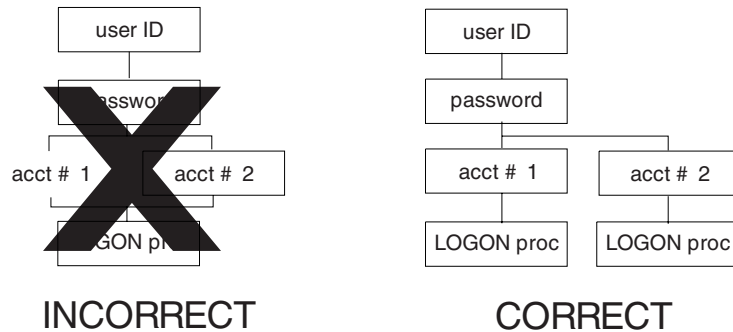 user ID
password
acct # 1
acct # 2
INCORRECT
user ID
password
acct # 1
acct # 2
LOGON proc
LOGON proc
CORRECT